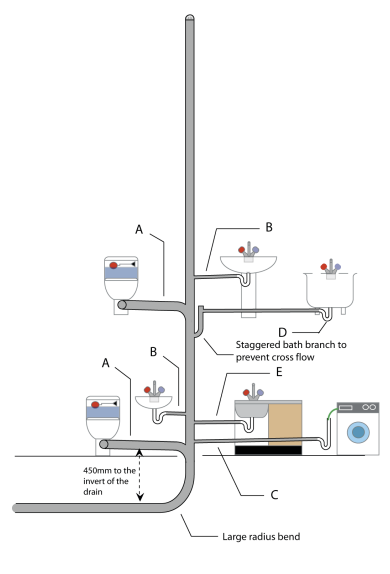 A
B
D
Staggered bath branch to
prevent cross flow
A
B
E
450mm to the
invert of the
drain
C
Large radius bend